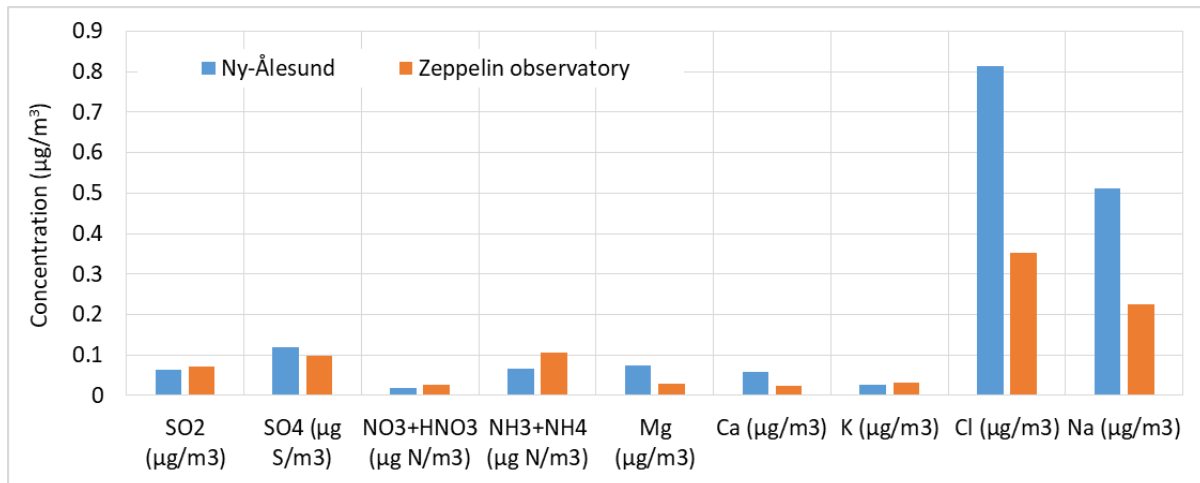 0.9
0.8
0.7
0.6
0.5
0.4
0.3
0.2
0.1
0
Concentration (µg/m³)
Ny-Ålesund
Zeppelin observatory
SO2
(µg/m3)
SO4 (µg
S/m3)
NO3+HNO3
(µg N/m3)
NH3+NH4
(µg N/m3)
Mg
(µg/m3)
Ca (µg/m3)
K (µg/m3)
Cl (µg/m3)
Na (µg/m3)